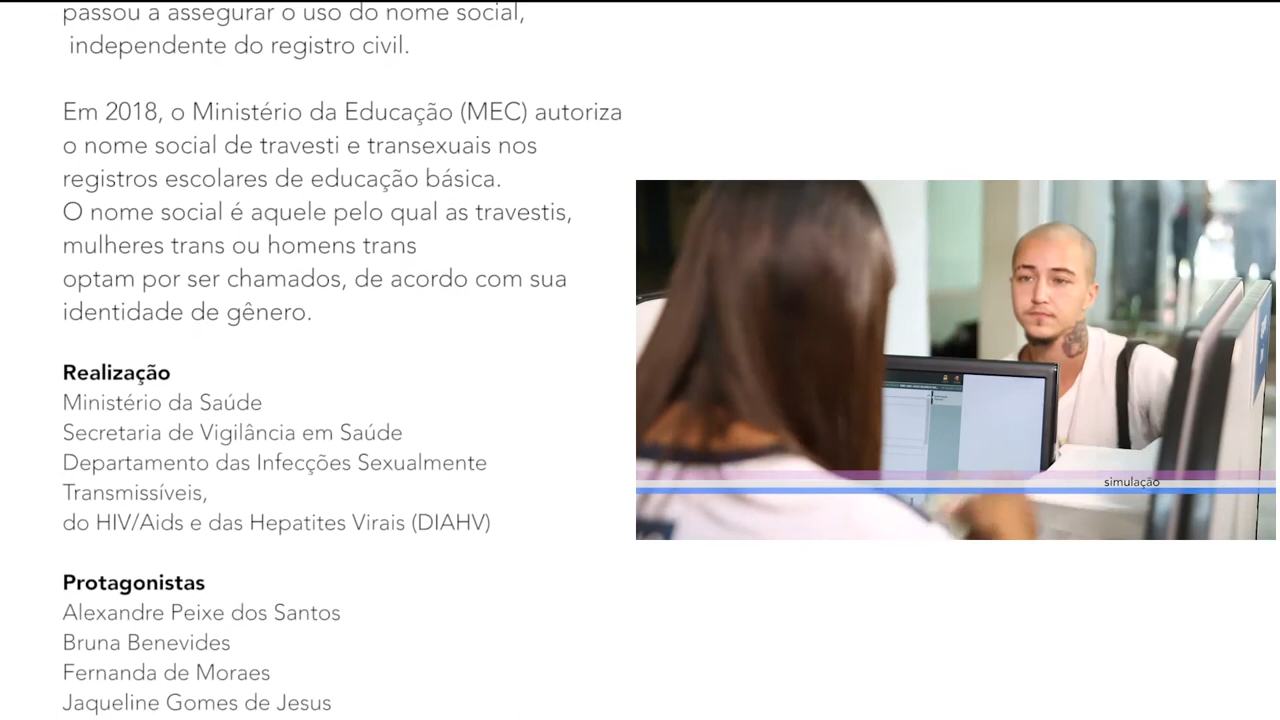 passou a assegurar o uso do nome social,
independente do registro civil.
Em 2018, o Ministério da Educação (MEC) autoriza
o nome social de travesti e transexuais nos
registros escolares de educação básica.
O nome social é aquele pelo qual as travestis,
mulheres trans ou homens trans
optam por ser chamados, de acordo com sua
identidade de gênero.
Realização
Ministério da Saúde
Secretaria de Vigilância em Saúde
Departamento das Infecções Sexualmente
Transmissíveis,
do HIV/Aids e das Hepatites Virais (DIAHV)
Protagonistas
Alexandre Peixe dos Santos
Bruna Benevides
Fernanda de Moraes
Jaqueline Gomes de Jesus
simulação